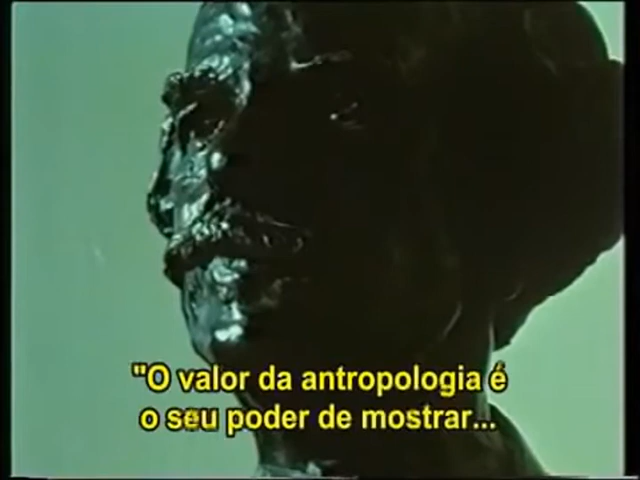 "O valor da antropologia é
o seu poder de mostrar...